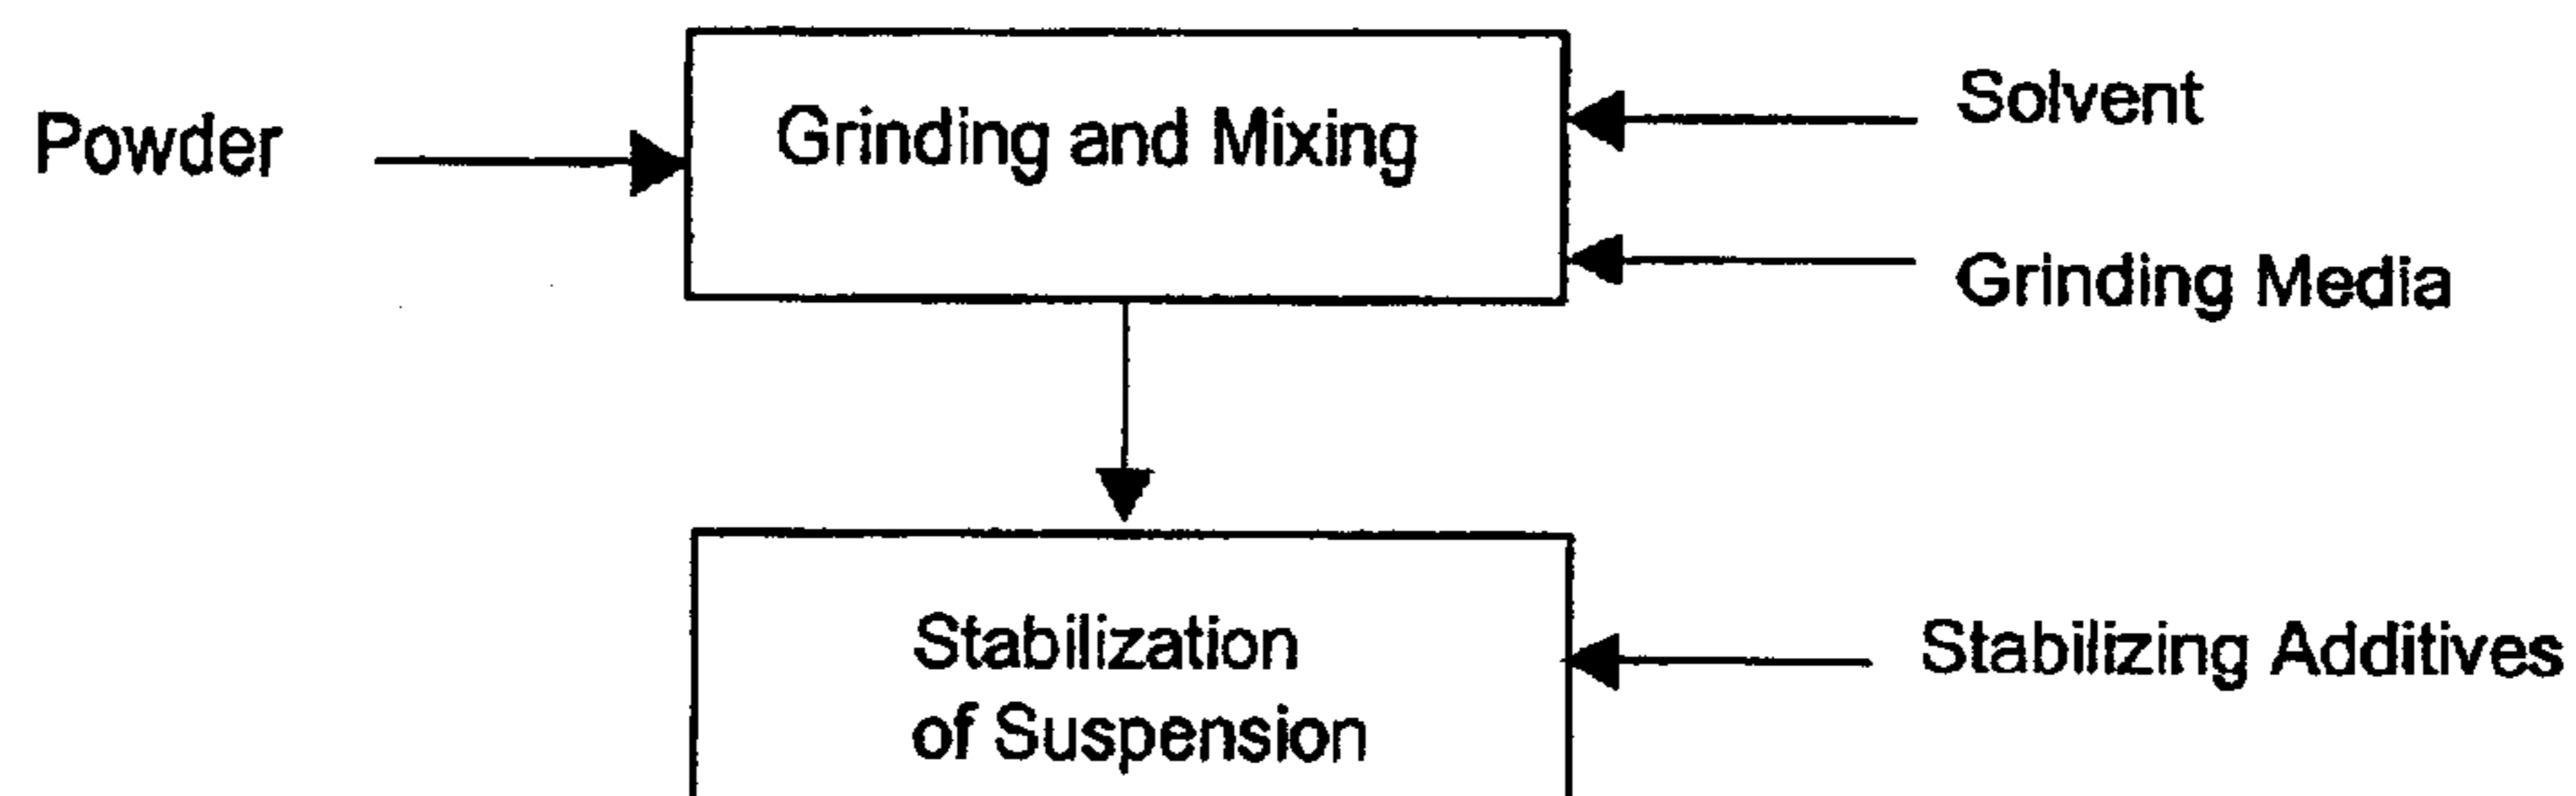 Powder
Grinding and Mixing
Solvent
Grinding Media
Stabilization
of Suspension
Stabilizing Additives